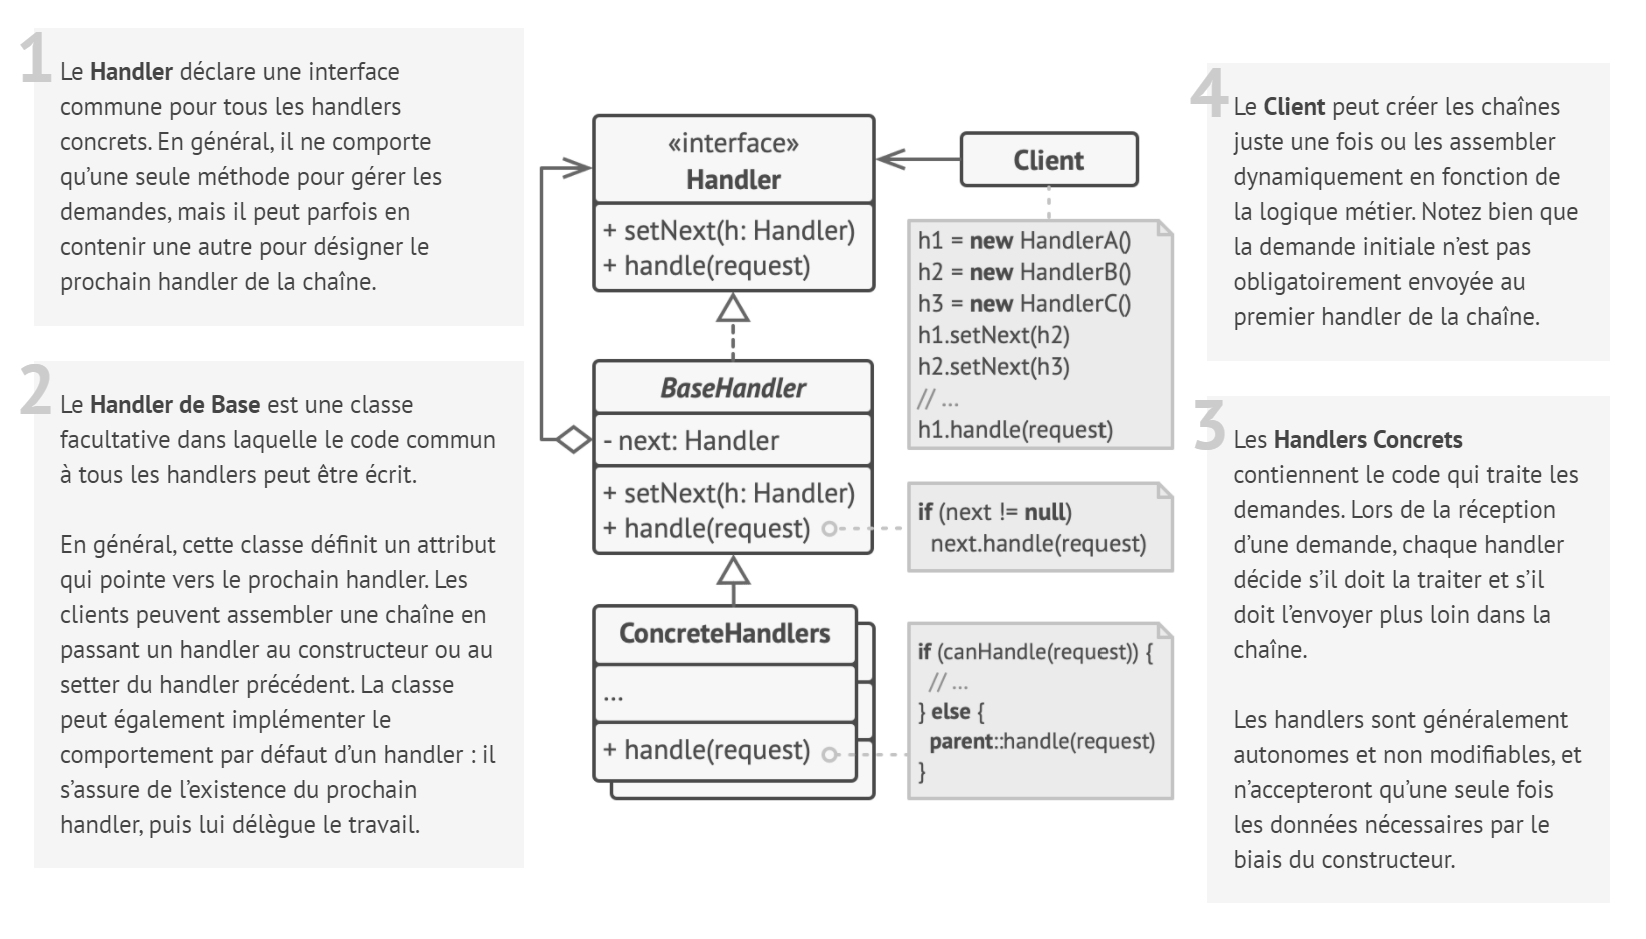 1
Le Handler déclare une interface
commune pour tous les handlers
concrets. En général, il ne comporte
qu’une seule méthode pour gérer les
demandes, mais il peut parfois en
contenir une autre pour désigner le
prochain handler de la chaîne.
2
Le Handler de Base est une classe
facultative dans laquelle le code commun
à tous les handlers peut être écrit.
En général, cette classe définit un attribut
qui pointe vers le prochain handler. Les
clients peuvent assembler une chaîne en
passant un handler au constructeur ou au
setter du handler précédent. La classe
peut également implémenter le
comportement par défaut d’un handler : il
s’assure de l’existence du prochain
handler, puis lui délègue le travail.
«interface»
Handler
+ setNext(h: Handler)
+ handle(request)
BaseHandler
- next: Handler
+ setNext(h: Handler)
+ handle(request)
ConcreteHandlers
...
+ handle(request)
Client
h1 = new HandlerA()
h2 = new HandlerB()
h3 = new HandlerC()
h1.setNext(h2)
h2.setNext(h3)
// ...
h1.handle(request)
if (next != null)
next.handle(request)
if (canHandle(request)) {
// ...
} else {
parent::handle(request)
}
4
Le Client peut créer les chaînes
juste une fois ou les assembler
dynamiquement en fonction de
la logique métier. Notez bien que
la demande initiale n’est pas
obligatoirement envoyée au
premier handler de la chaîne.
3
Les Handlers Concrets
contiennent le code qui traite les
demandes. Lors de la réception
d’une demande, chaque handler
décide s’il doit la traiter et s’il
doit l’envoyer plus loin dans la
chaîne.
Les handlers sont généralement
autonomes et non modifiables, et
n’accepteront qu’une seule fois
les données nécessaires par le
biais du constructeur.